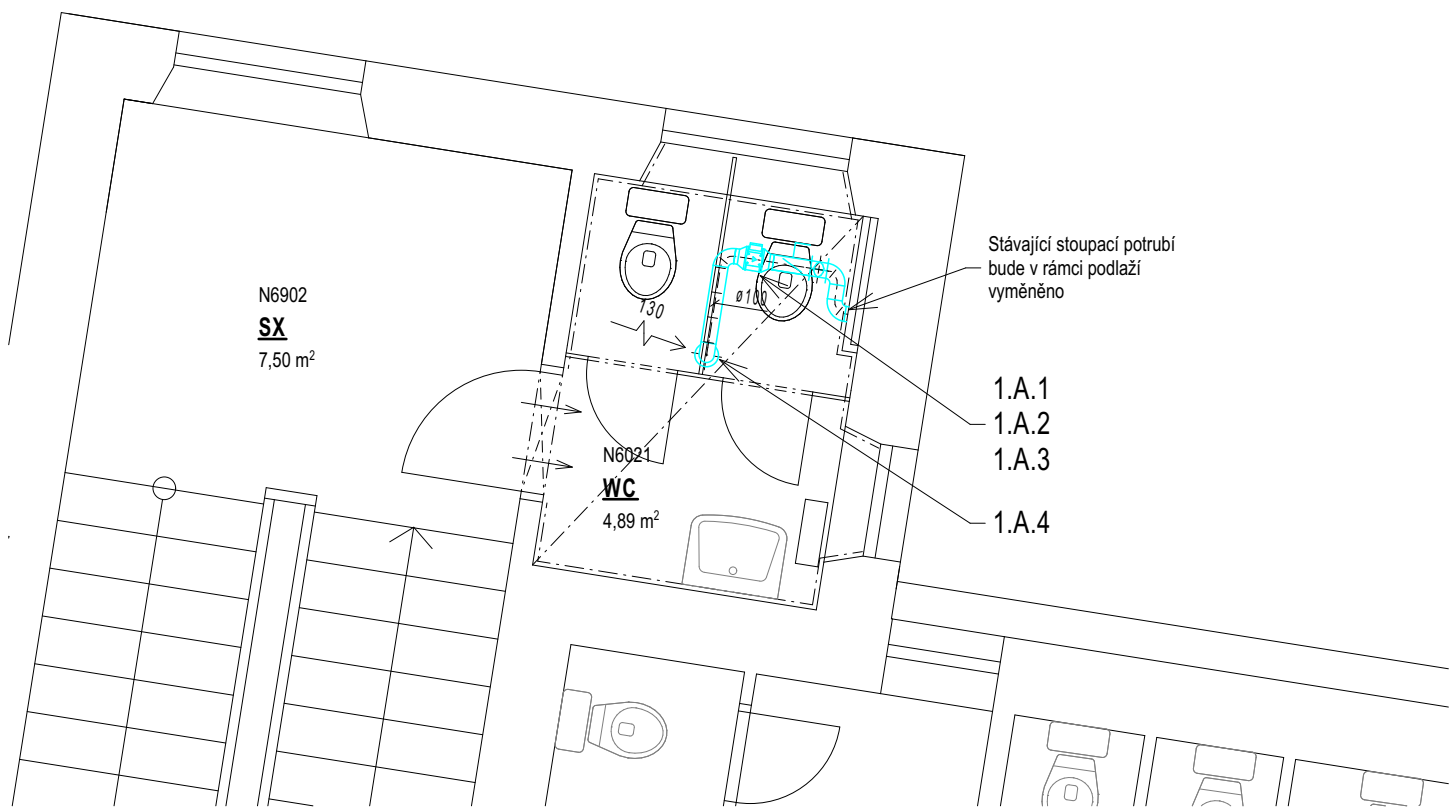 Stávající stoupací potrubí
bude v rámci podlaží
vyměněno
N6902
SX
7,50 m²
130
ø100
1.A.1
1.A.2
1.A.3
1.A.4
N6021
WC
4,89 m²